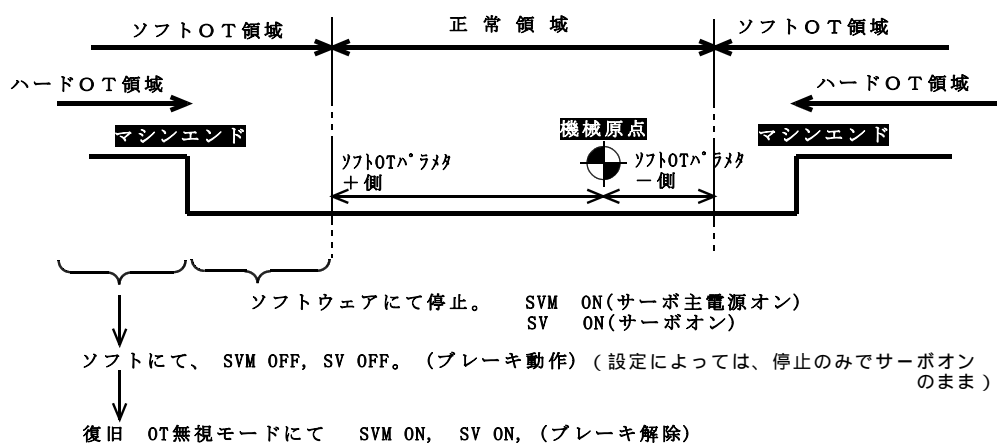 ソフトＯＴ領域
正常領域
ソフトＯＴ領域
ハードＯＴ領域
ハードＯＴ領域
マシンエンド
機械原点
マシンエンド
ｿﾌﾄOTﾊﾟﾗﾒﾀ
＋側
ｿﾌﾄOTﾊﾟﾗﾒﾀ
－側
ソフトウェアにて停止。 SVM ON(サーボ主電源オン)
SV ON(サーボオン)
ソフトにて、 SVM OFF, SV OFF。 (ブレーキ動作) (設定によっては、停止のみでサーボオン
のまま)
復旧 OT無視モードにて SVM ON, SV ON, (ブレーキ解除)